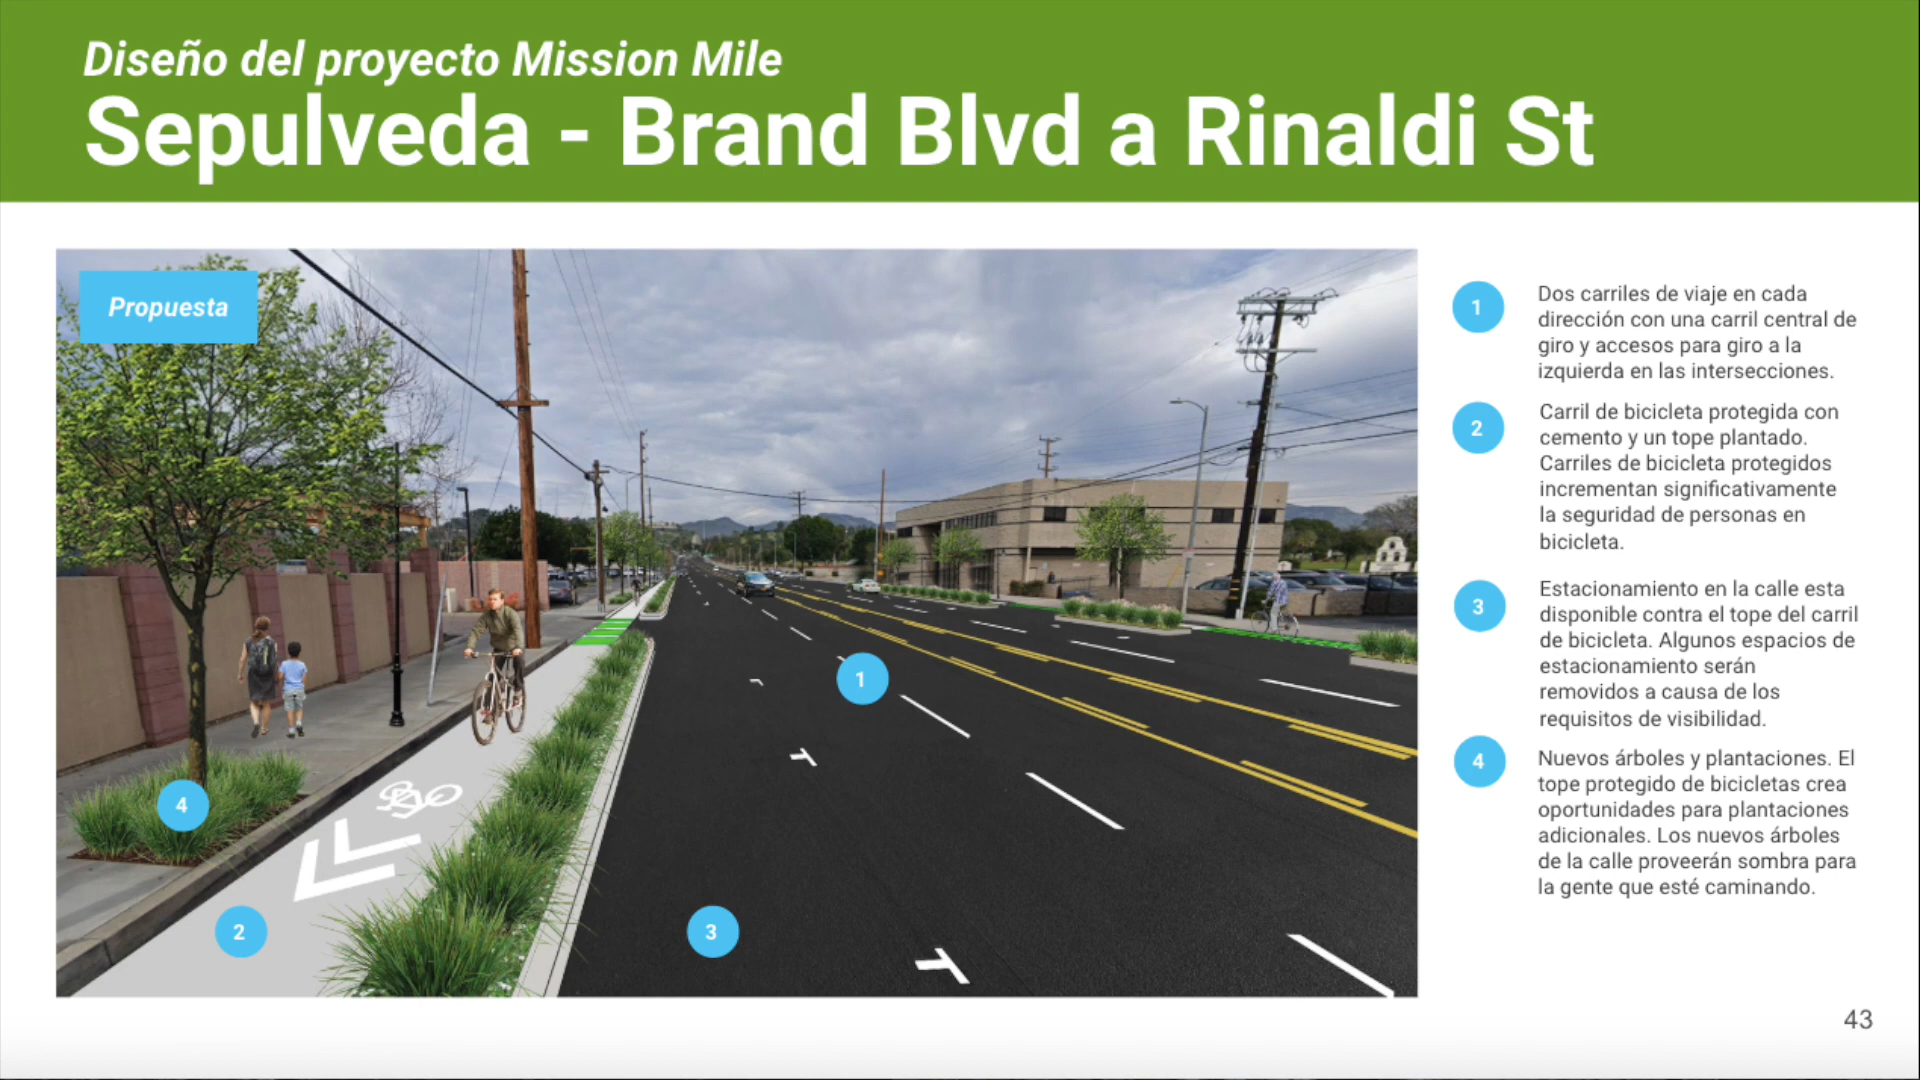 Diseño del proyecto Mission Mile
Sepulveda - Brand Blvd a Rinaldi St
Propuesta
1
2
3
4
1
Dos carriles de viaje en cada
dirección con una carril central de
giro y accesos para giro a la
izquierda en las intersecciones.
2
Carril de bicicleta protegida con
cemento y un tope plantado.
Carriles de bicicleta protegidos
incrementan significativamente
la seguridad de personas en
bicicleta.
3
Estacionamiento en la calle esta
disponible contra el tope del carril
de bicicleta. Algunos espacios de
estacionamiento serán
removidos a causa de los
requisitos de visibilidad.
4
Nuevos árboles y plantaciones. El
tope protegido de bicicletas crea
oportunidades para plantaciones
adicionales. Los nuevos árboles
de la calle proveerán sombra para
la gente que esté caminando.
43